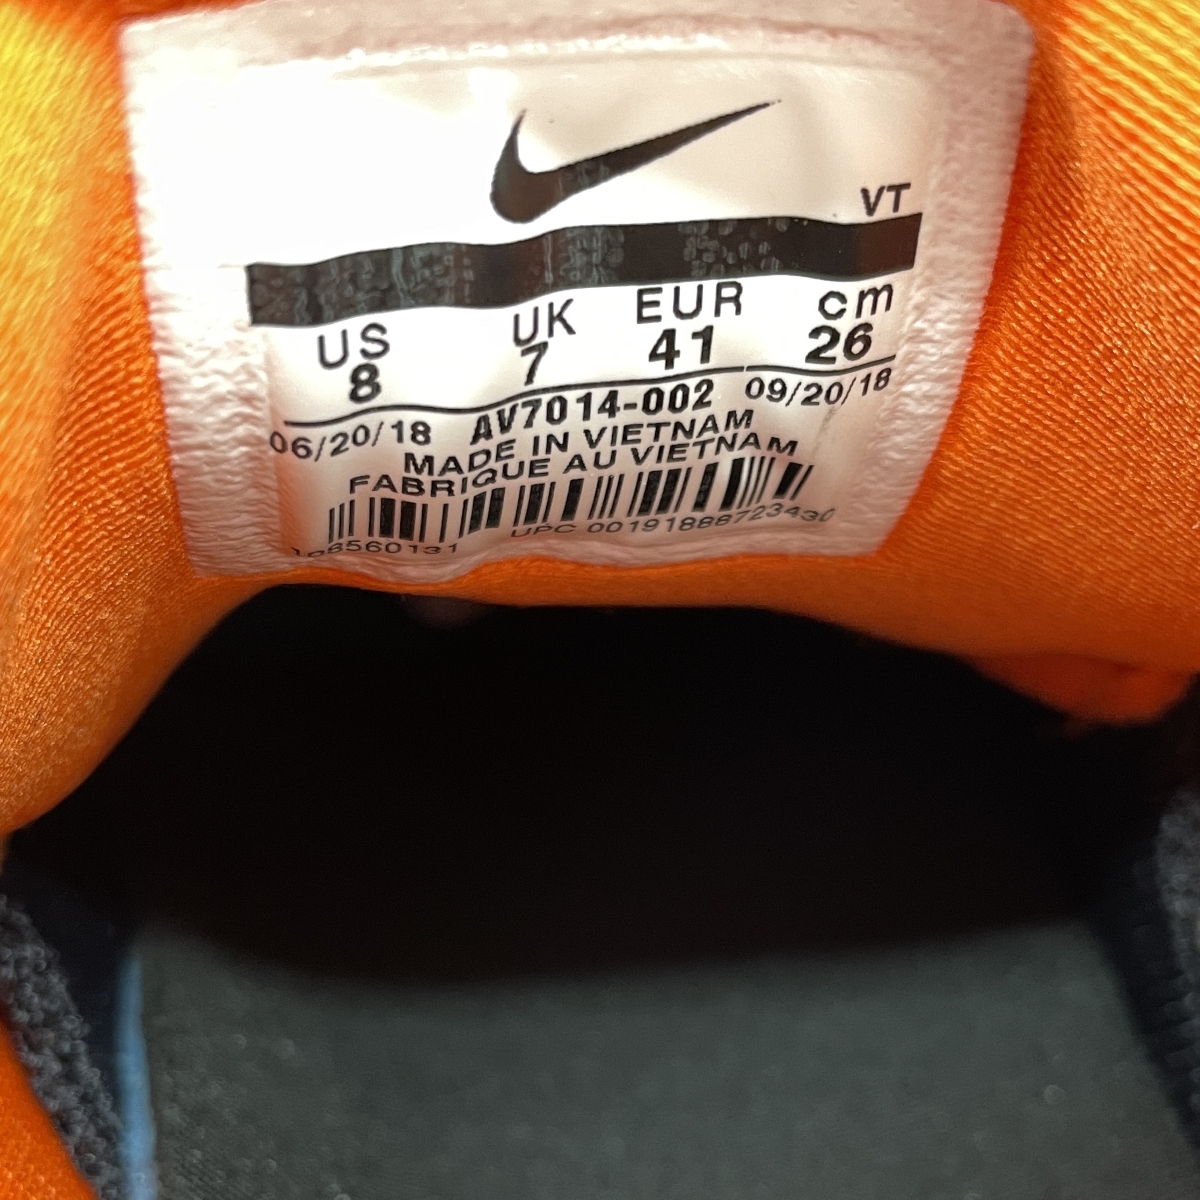 VT
US UK EUR cm
8 7 41 26
06/20/18 AV7014-002 09/20/18
MADE IN VIETNAM
FABRIQUE AU VIETNAM
UPC 00191888723430